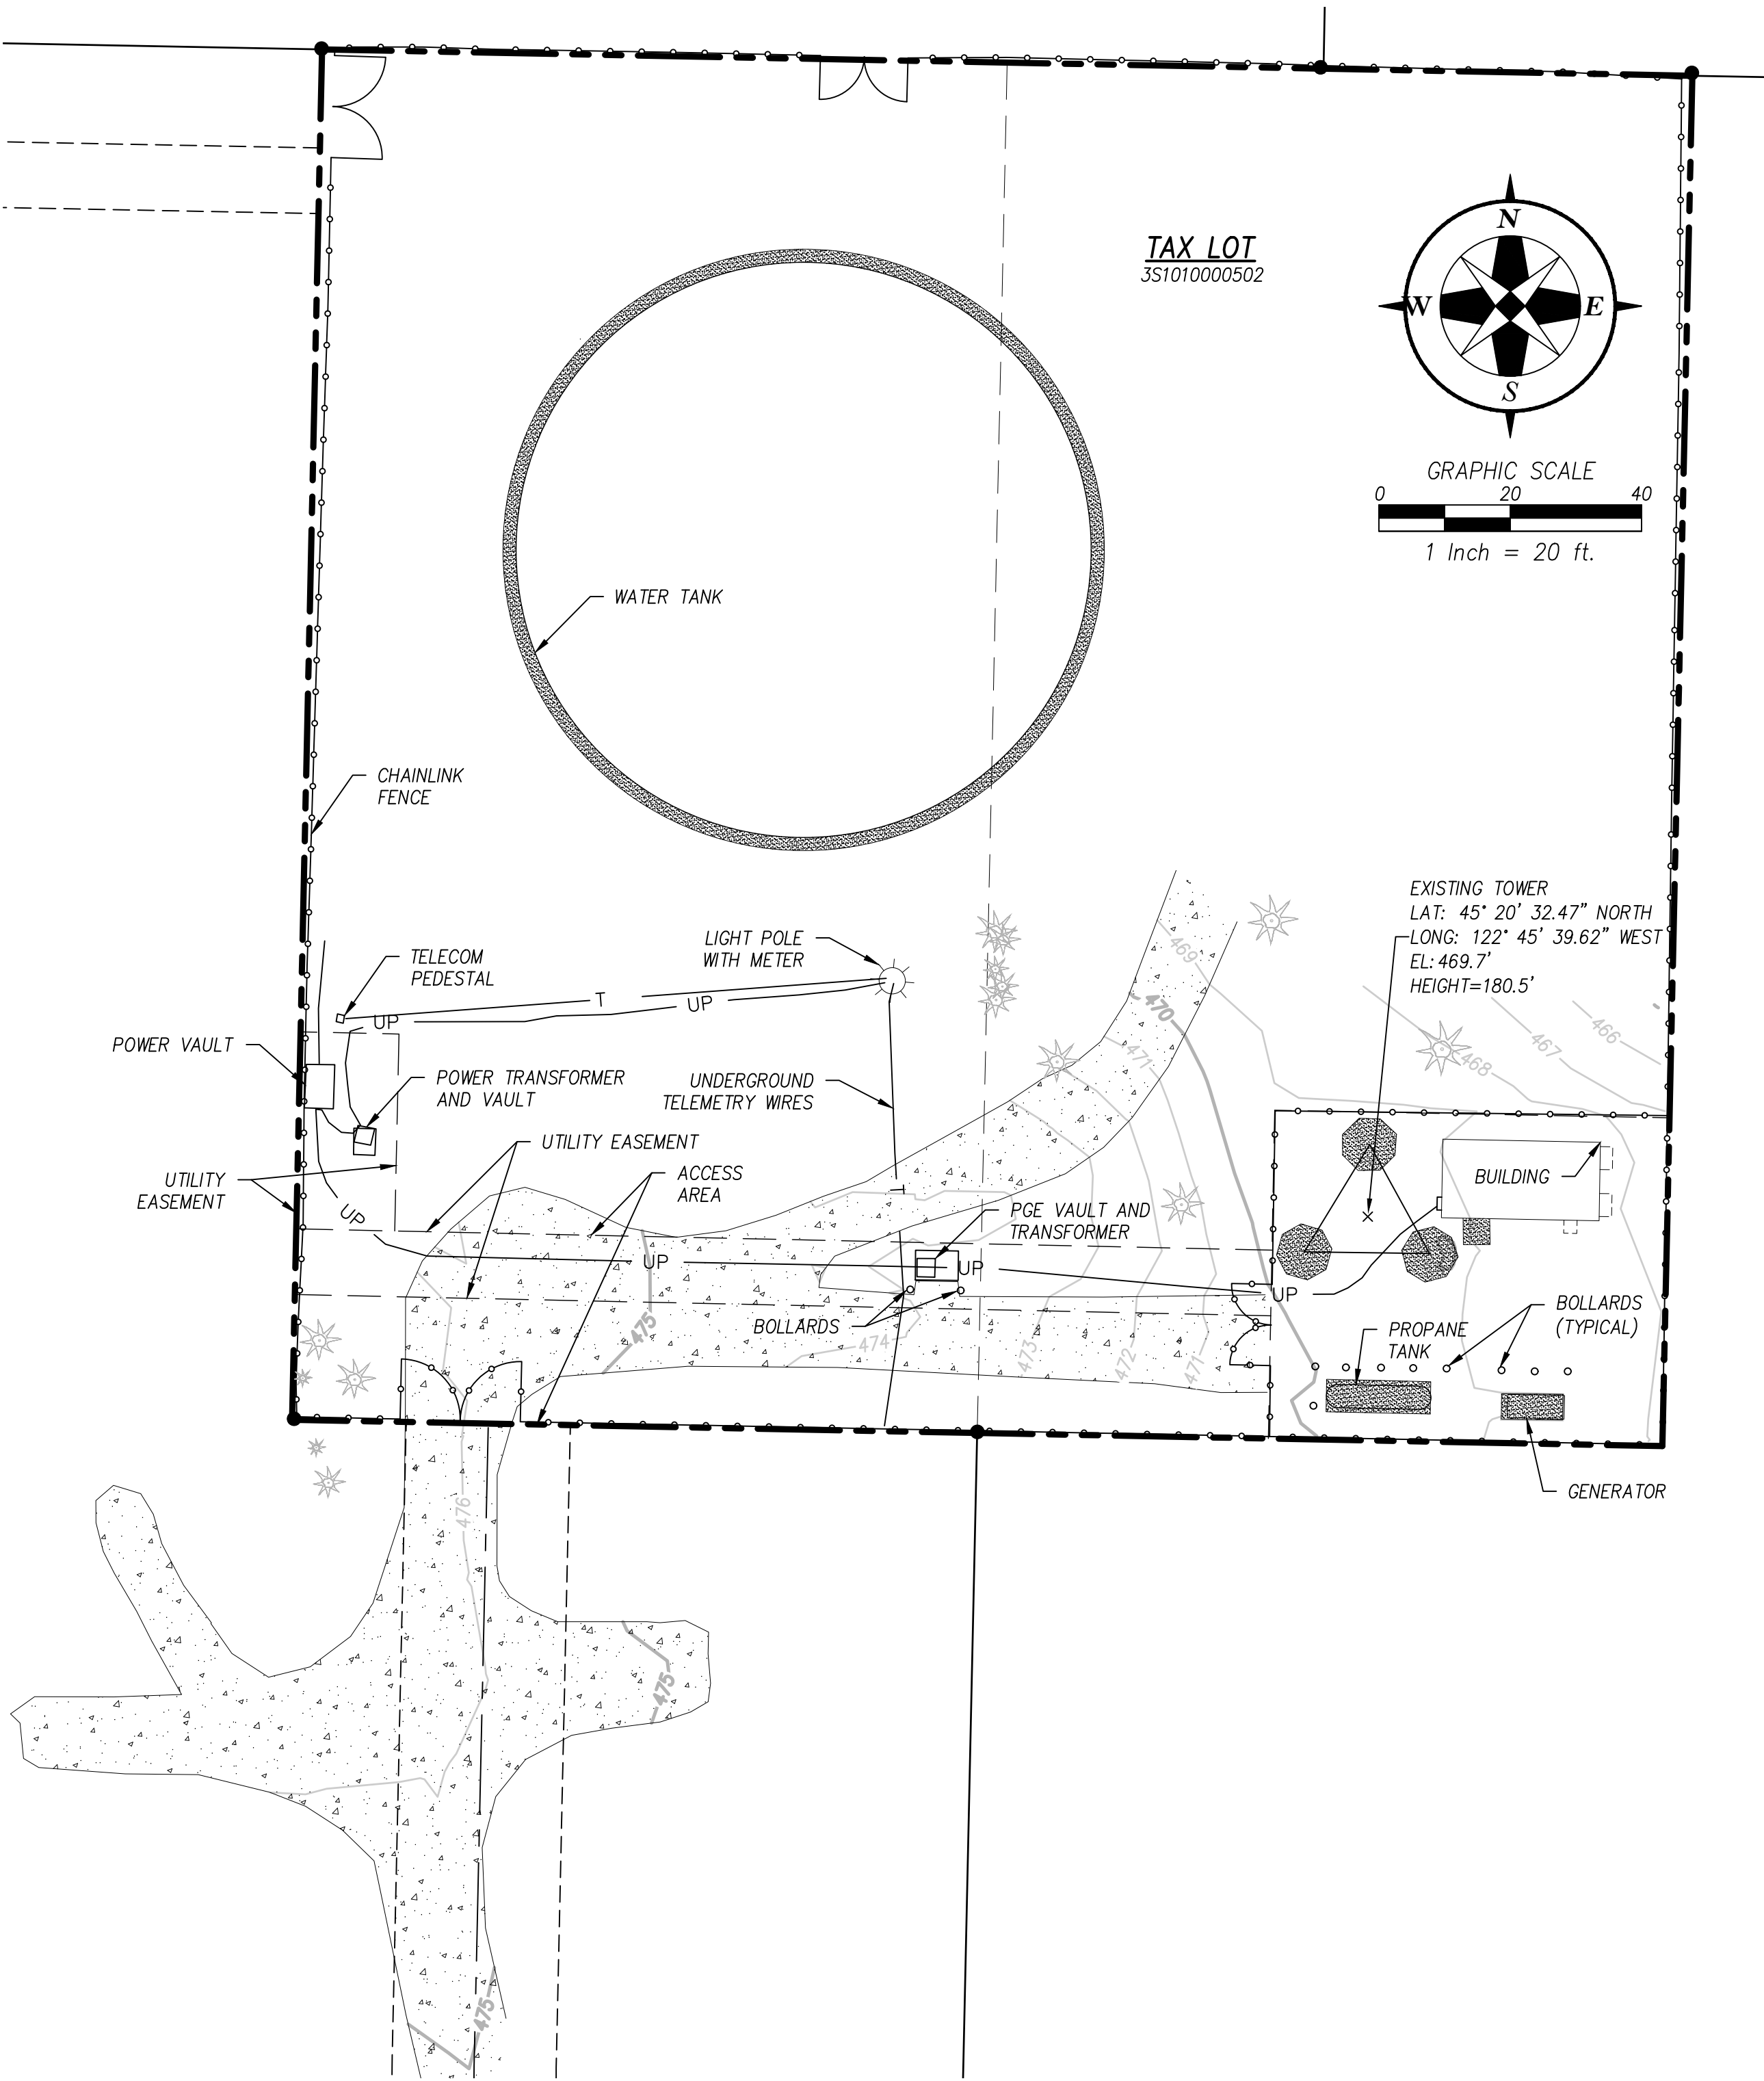 TAX LOT
3S1010000502
N
W
E
S
GRAPHIC SCALE
0 20 40
1 Inch = 20 ft.
WATER TANK
CHAINLINK
FENCE
EXISTING TOWER
LAT: 45° 20' 32.47" NORTH
LONG: 122° 45' 39.62" WEST
EL: 469.7'
HEIGHT=180.5'
LIGHT POLE
WITH METER
TELECOM
PEDESTAL
T
UP
UP
469
470
471
468
467
466
POWER VAULT
POWER TRANSFORMER
AND VAULT
UNDERGROUND
TELEMETRY WIRES
UTILITY EASEMENT
UTILITY
EASEMENT
ACCESS
AREA
T
BUILDING
PGE VAULT AND
TRANSFORMER
UP
UP
UP
UP
BOLLARDS
475
474
473
472
471
PROPANE
TANK
BOLLARDS
(TYPICAL)
GENERATOR
476
475
475